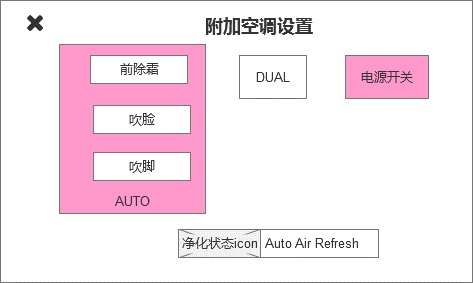 附加空调设置
前除霜
DUAL
电源开关
吹脸
吹脚
AUTO
净化状态icon
Auto Air Refresh